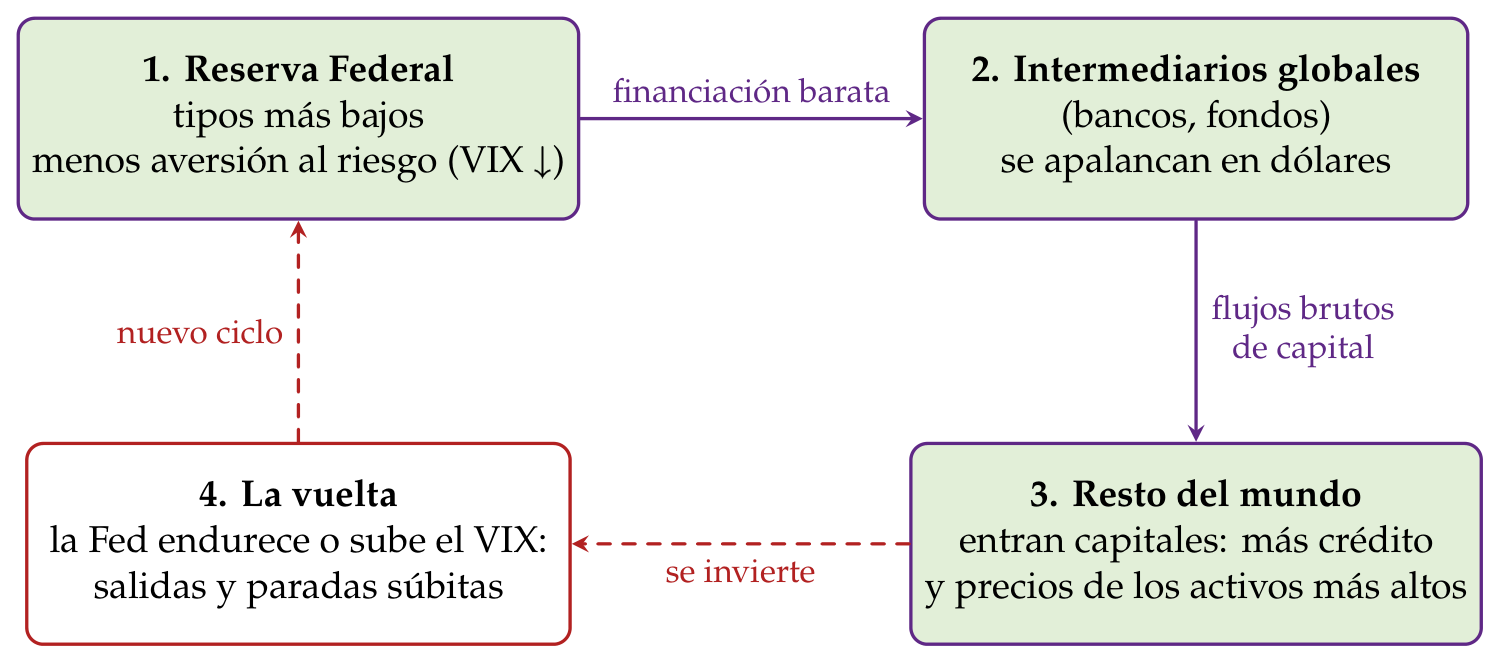 1. Reserva Federal
tipos más bajos
menos aversión al riesgo (VIX ↓)
financiación barata
2. Intermediarios globales
(bancos, fondos)
se apalancan en dólares
flujos brutos
de capital
3. Resto del mundo
entran capitales: más crédito
y precios de los activos más altos
se invierte
4. La vuelta
la Fed endurece o sube el VIX:
salidas y paradas súbitas
nuevo ciclo